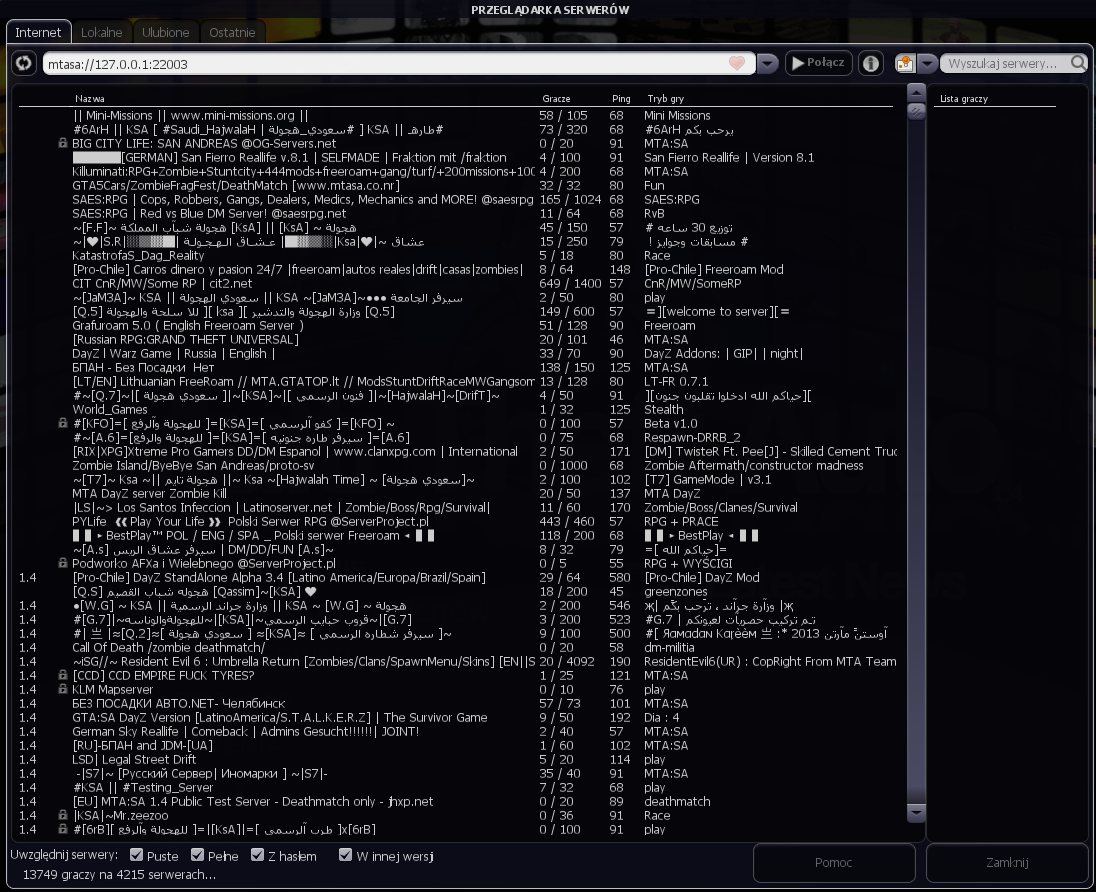 PRZEGLĄDARKA SERWERÓW
Internet Lokalne Ulubione Ostatnie
mtasa://127.0.0.1:22003 Połącz Wyszukaj serwery...
Nazwa Gracze Ping Tryb gry Lista graczy
|| Mini-Missions || www.mini-missions.org || 58 / 105 68 Mini Missions
#6ArH || KSA [ #Saudi_HajwalaH | سعودي_هجولة# ] KSA || طارهـ# 73 / 320 68 #6ArH يرحب بكم
BIG CITY LIFE: SAN ANDREAS @OG-Servers.net 0 / 20 91 MTA:SA
[GERMAN] San Fierro Reallife v.8.1 | SELFMADE | Fraktion mit /fraktion 4 / 100 91 San Fierro Reallife | Version 8.1
Killuminati:RPG+Zombie+Stuntcity+444mods+freeroam+gang/turf/+200missions+100 4 / 200 68 MTA:SA
GTA5Cars/ZombieFragFest/DeathMatch [www.mtasa.co.nr] 32 / 32 80 Fun
SAES:RPG | Cops, Robbers, Gangs, Dealers, Medics, Mechanics and MORE! @saesrpg 165 / 1024 68 SAES:RPG
SAES:RPG | Red vs Blue DM Server! @saesrpg.net 11 / 64 68 RvB
~[F.F]~ هجولة شباب المملكة [KsA] || [KsA] ~ هجولة 45 / 150 57 # توزيع 30 ساعه
~|♥|S.R|░▒▓█| عـشـاق الـهـجـولـة |█▓▒░|Ksa|♥|~ عشاق 15 / 250 79 ! مسابقات وجوايز #
KatastrofaS_Dag_Reality 5 / 18 80 Race
[Pro-Chile] Carros dinero y pasion 24/7 |freeroam|autos reales|drift|casas|zombies| 8 / 64 148 [Pro-Chile] Freeroam Mod
CIT CnR/MW/Some RP | cit2.net 649 / 1400 57 CnR/MW/SomeRP
~[JaM3A]~ KSA || سعودي الهجولة || KSA ~[JaM3A]~●●● سيرفر الجامعة 2 / 50 80 play
[Q.5] للا سلحة والهجولة ][ ksa ][ وزارة الهجولة والتدشير [Q.5] 149 / 600 57 =][welcome to server][=
Grafuroam 5.0 ( English Freeroam Server ) 51 / 128 90 Freeroam
[Russian RPG:GRAND THEFT UNIVERSAL] 20 / 101 46 MTA:SA
DayZ l Warz Game | Russia | English | 33 / 70 90 DayZ Addons: | GIP| | night|
БПАН - Без Посадки Нет 138 / 150 125 MTA:SA
[LT/EN] Lithuanian FreeRoam // MTA.GTATOP.lt // ModsStuntDriftRaceMWGangsom 13 / 128 80 LT-FR 0.7.1
#~[Q.7]~|[ سعودي هجولة ]|~[KSA]~|[ فنون الرسمي ]|~[HajwalaH]~[DrifT]~ 4 / 50 91 ][حياكم الله ادخلوا تقلبون جنون][
World_Games 1 / 32 125 Stealth
#[KFO]=[ للهجولة والرفع ]=[KSA]=[ كفو الرسمي ]=[KFO] ~ 0 / 100 57 Beta v1.0
#~[A.6]=[للهجولة والرفع]=[KSA]=[ سيرفر طاره جنونيه ]=[A.6] 0 / 75 68 Respawn-DRRB_2
[RIX|XPG]Xtreme Pro Gamers DD/DM Espanol | www.clanxpg.com | International 2 / 50 171 [DM] TwisteR Ft. Pee[J] - Skilled Cement Truc
Zombie Island/ByeBye San Andreas/proto-sv 0 / 1000 68 Zombie Aftermath/constructor madness
~[T7]~ Ksa ~|| هجولة تايم ||~ Ksa ~[Hajwalah Time] ~ [سعودي هجولة]~ 2 / 100 102 [T7] GameMode | v3.1
MTA DayZ server Zombie Kill 20 / 50 137 MTA DayZ
|LS|~> Los Santos Infeccion | Latinoserver.net | Zombie/Boss/Rpg/Survival| 11 / 60 170 Zombie/Boss/Clanes/Survival
PYLife ❰❰ Play Your Life ❱❱ Polski Serwer RPG @ServerProject.pl 443 / 460 57 RPG + PRACE
▌▌▸ BestPlay™ POL / ENG / SPA _ Polski serwer Freeroam ◂ ▌▌ 118 / 200 68 ▌▌▸ BestPlay ◂ ▌▌
~[A.s] سيرفر عشاق الريس | DM/DD/FUN [A.s]~ 8 / 32 79 =[حياكم الله ]=
Podworko AFXa i Wielebnego @ServerProject.pl 0 / 5 55 RPG + WYŚCIGI
1.4 [Pro-Chile] DayZ StandAlone Alpha 3.4 [Latino America/Europa/Brazil/Spain] 29 / 64 580 [Pro-Chile] DayZ Mod
[Q.S] هجوله شباب القصيم [Qassim]~[KSA] ♥ 18 / 200 45 greenzones
1.4 ●[W.G] ~ KSA || وزارة جراند الرسمية || KSA ~ [W.G] ~ هجولة 2 / 200 546 җ| وزارة جراند ، ترحب بكم |җ
1.4 #[G.7]|~للهجولةوالوناسه~|[KSA]|~قروب حبايب الرسمي~|[G.7] 3 / 200 523 #G.7 | تـم تركيب حصريات لعيونكم
1.4 #| 亗 |≈[Q.2]≈[ سعودي هجولة ] ≈[KSA]≈ [ سيرفر شطاره الرسمي ]~ 9 / 100 500 #[ Яaмadaи Karęèм 亗 :* 2013 أوستن مارتن
1.4 Call Of Death /zombie deathmatch/ 0 / 20 58 dm-militia
1.4 ~iSG//~ Resident Evil 6 : Umbrella Return [Zombies/Clans/SpawnMenu/Skins] [EN||S 20 / 4092 190 ResidentEvil6(UR) : CopRight From MTA Team
1.4 [CCD] CCD EMPIRE FUCK TYRES? 1 / 25 121 MTA:SA
1.4 KLM Mapserver 0 / 10 76 play
1.4 БЕЗ ПОСАДКИ АВТО.NET- Челябинск 57 / 73 101 MTA:SA
1.4 GTA:SA DayZ Version [LatinoAmerica/S.T.A.L.K.E.R.Z] | The Survivor Game 9 / 50 192 Dia : 4
1.4 German Sky Reallife | Comeback | Admins Gesucht!!!!!!| JOINT! 2 / 40 57 MTA:SA
1.4 [RU]-БПАН and JDM-[UA] 1 / 60 102 MTA:SA
1.4 LSD| Legal Street Drift 5 / 20 114 play
1.4 -|S7|~ [Русский Сервер| Иномарки ] ~|S7|- 35 / 40 91 MTA:SA
1.4 #KSA || #Testing_Server 7 / 32 68 play
1.4 [EU] MTA:SA 1.4 Public Test Server - Deathmatch only - jhxp.net 0 / 20 89 deathmatch
1.4 |KSA|~Mr.zeezoo 0 / 36 91 Race
1.4 #[6rB][ للهجولة والرفع ]=|[KsA]|=[ طرب الرسمي ]x[6rB] 0 / 100 91 play
Uwzględnij serwery: Puste Pełne Z hasłem W innej wersji
13749 graczy na 4215 serwerach...
Pomoc Zamknij